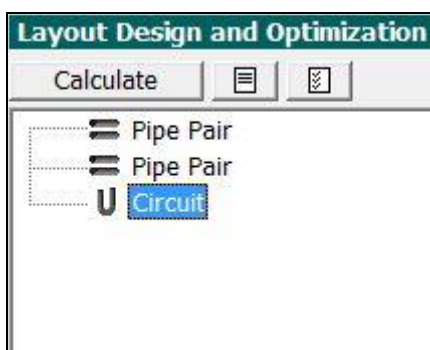 Layout Design and Optimization
Calculate
Pipe Pair
Pipe Pair
Circuit